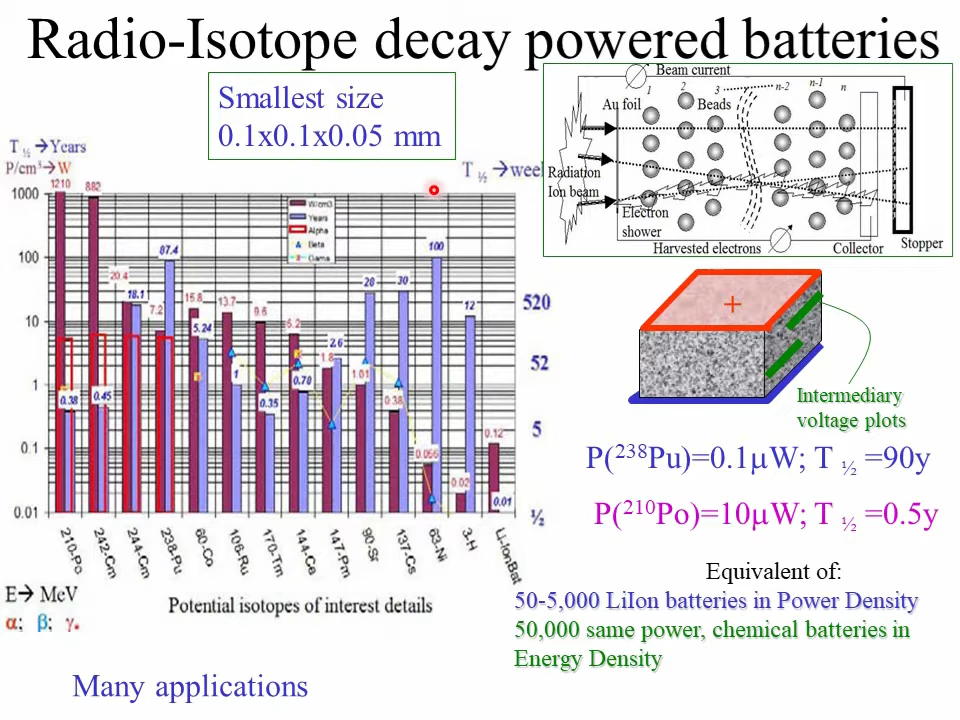 Radio-Isotope decay powered batteries
Smallest size
0.1x0.1x0.05 mm
Beam current
1 2 3 n-2 n-1 n
Au foil
Beads
Radiation
Ion beam
Electron
shower
Harvested electrons
Collector
Stopper
T ½ →Years
P/cm³→W
T ½ →week
1210
882
20.4
18.1
7.2
87.4
15.8
5.24
13.7
1
9.6
0.35
6.2
0.78
1.8
2.6
1.01
28
0.38
30
0.056
100
0.02
12
0.12
0.01
0.38
0.45
W/cm3
Years
Alpha
Beta
Gama
1000
100
10
1
0.1
0.01
520
52
5
½
210-Po
242-Cm
244-Cm
238-Pu
60-Co
106-Ru
170-Tm
144-Ce
147-Pm
90-Sr
137-Cs
63-Ni
3-H
Li-IonBat
E→ MeV
α; β; γ.
Potential isotopes of interest details
+
Intermediary
voltage plots
P(²³⁸Pu)=0.1μW; T ½ =90y
P(²¹⁰Po)=10μW; T ½ =0.5y
Equivalent of:
50-5,000 LiIon batteries in Power Density
50,000 same power, chemical batteries in
Energy Density
Many applications